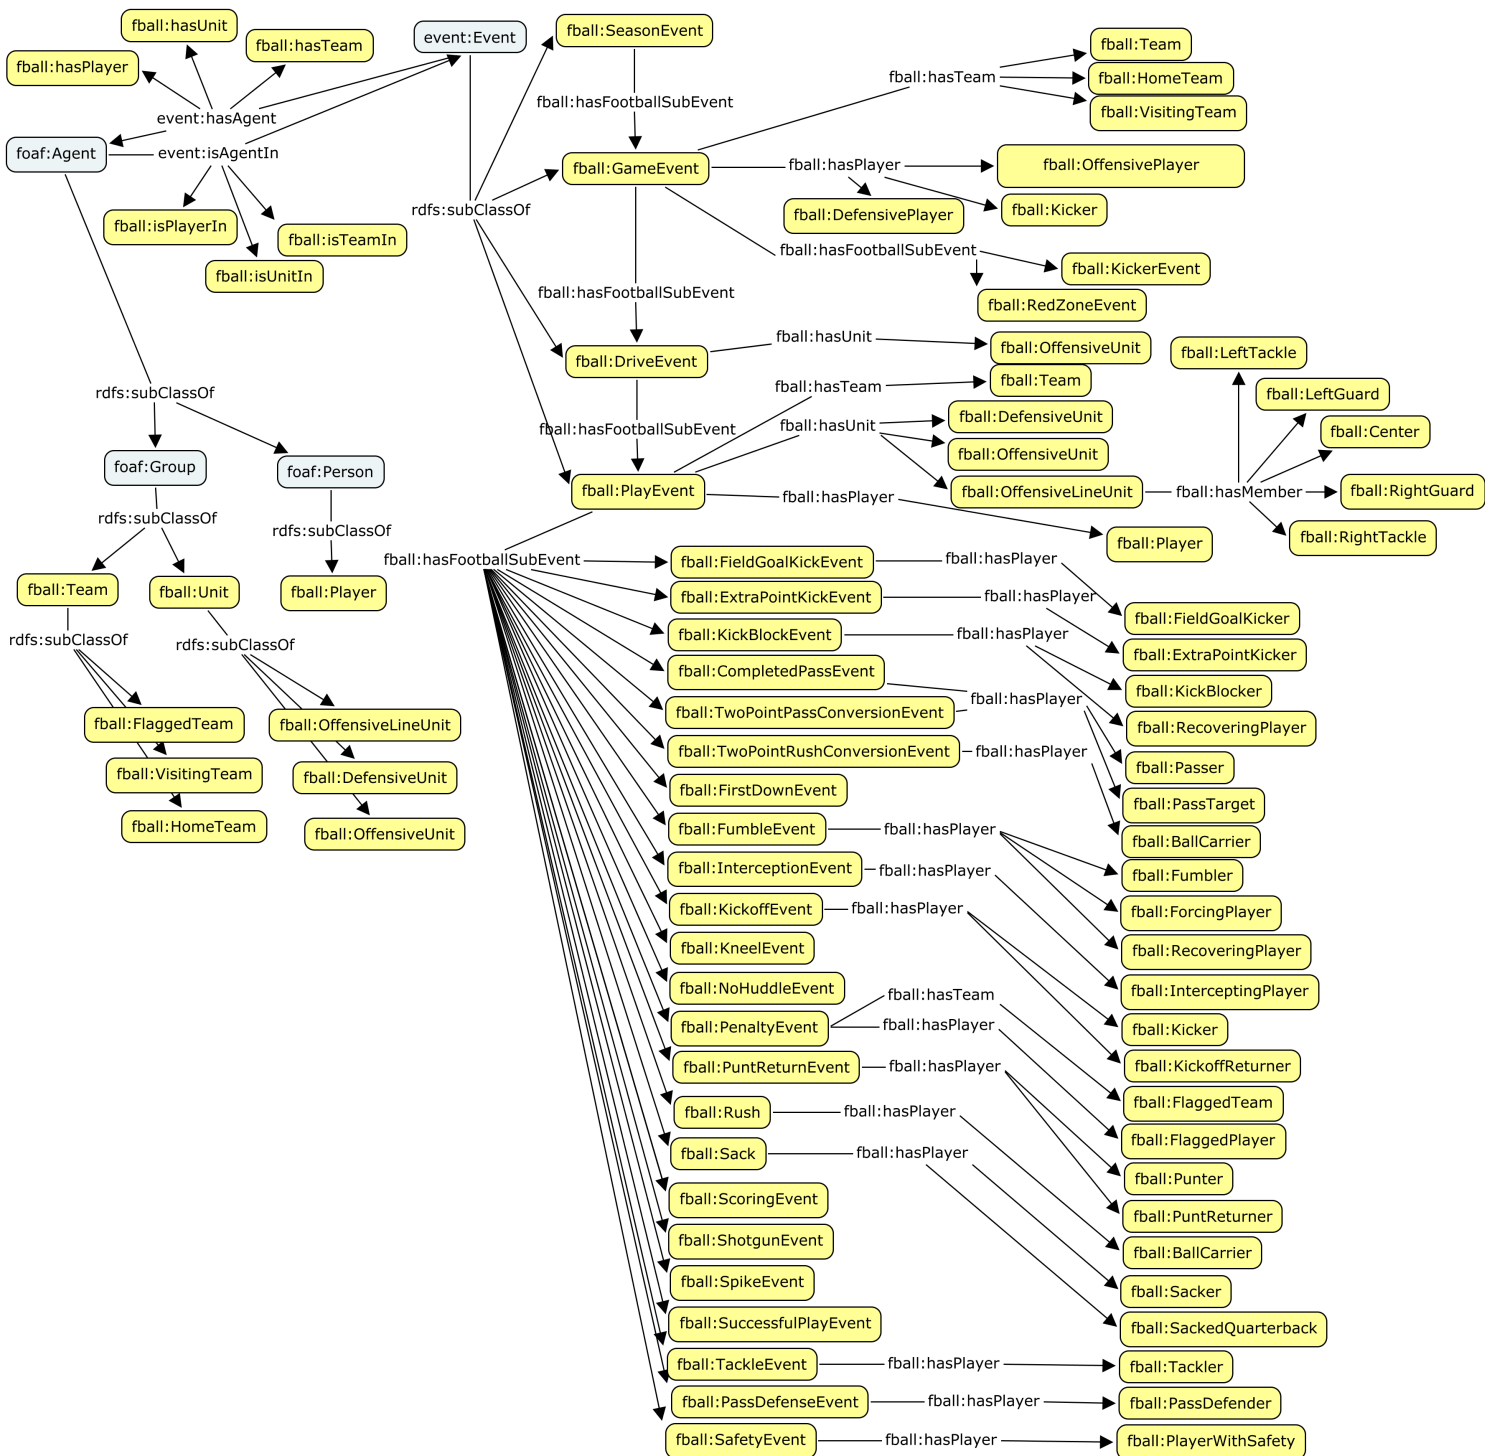 fball:hasUnit
fball:hasTeam
fball:hasPlayer
event:hasAgent
foaf:Agent
event:isAgentIn
fball:isPlayerIn
fball:isTeamIn
fball:isUnitIn
rdfs:subClassOf
foaf:Group
foaf:Person
rdfs:subClassOf
rdfs:subClassOf
fball:Team
fball:Unit
fball:Player
rdfs:subClassOf
rdfs:subClassOf
fball:FlaggedTeam
fball:VisitingTeam
fball:HomeTeam
fball:OffensiveLineUnit
fball:DefensiveUnit
fball:OffensiveUnit
event:Event
rdfs:subClassOf
fball:SeasonEvent
fball:hasFootballSubEvent
fball:GameEvent
fball:hasTeam
fball:Team
fball:HomeTeam
fball:VisitingTeam
fball:hasPlayer
fball:OffensivePlayer
fball:DefensivePlayer
fball:Kicker
fball:hasFootballSubEvent
fball:KickerEvent
fball:RedZoneEvent
fball:hasFootballSubEvent
fball:DriveEvent
fball:hasUnit
fball:OffensiveUnit
fball:hasFootballSubEvent
fball:PlayEvent
fball:hasTeam
fball:Team
fball:hasUnit
fball:DefensiveUnit
fball:OffensiveUnit
fball:OffensiveLineUnit
fball:hasMember
fball:LeftTackle
fball:LeftGuard
fball:Center
fball:RightGuard
fball:RightTackle
fball:hasPlayer
fball:Player
fball:hasFootballSubEvent
fball:FieldGoalKickEvent
fball:hasPlayer
fball:FieldGoalKicker
fball:ExtraPointKickEvent
fball:hasPlayer
fball:ExtraPointKicker
fball:KickBlockEvent
fball:hasPlayer
fball:KickBlocker
fball:RecoveringPlayer
fball:CompletedPassEvent
fball:TwoPointPassConversionEvent
fball:hasPlayer
fball:Passer
fball:PassTarget
fball:TwoPointRushConversionEvent
fball:hasPlayer
fball:BallCarrier
fball:FirstDownEvent
fball:FumbleEvent
fball:hasPlayer
fball:Fumbler
fball:ForcingPlayer
fball:RecoveringPlayer
fball:InterceptionEvent
fball:hasPlayer
fball:InterceptingPlayer
fball:KickoffEvent
fball:hasPlayer
fball:Kicker
fball:KickoffReturner
fball:KneelEvent
fball:NoHuddleEvent
fball:PenaltyEvent
fball:hasTeam
fball:hasPlayer
fball:FlaggedTeam
fball:FlaggedPlayer
fball:PuntReturnEvent
fball:hasPlayer
fball:Punter
fball:PuntReturner
fball:Rush
fball:hasPlayer
fball:BallCarrier
fball:Sack
fball:hasPlayer
fball:Sacker
fball:SackedQuarterback
fball:ScoringEvent
fball:ShotgunEvent
fball:SpikeEvent
fball:SuccessfulPlayEvent
fball:TackleEvent
fball:hasPlayer
fball:Tackler
fball:PassDefenseEvent
fball:hasPlayer
fball:PassDefender
fball:SafetyEvent
fball:hasPlayer
fball:PlayerWithSafety